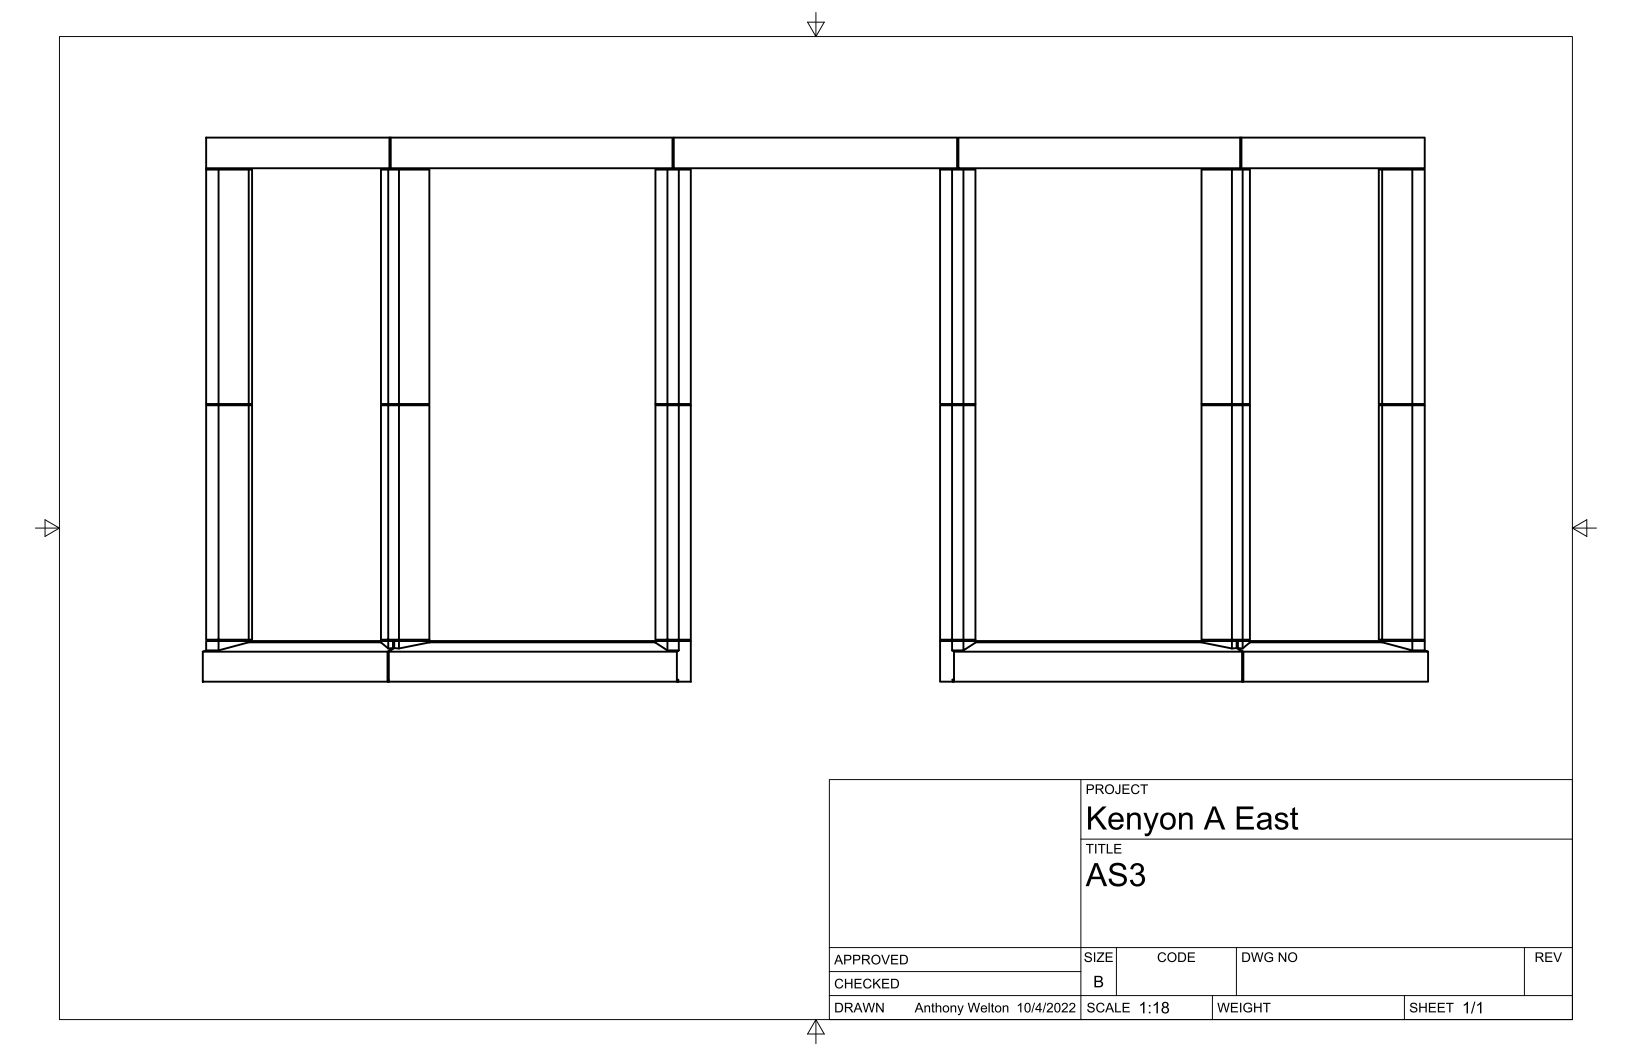 PROJECT
Kenyon A East
TITLE
AS3
APPROVED
SIZE CODE DWG NO REV
CHECKED
B
DRAWN Anthony Welton 10/4/2022 SCALE 1:18 WEIGHT SHEET 1/1